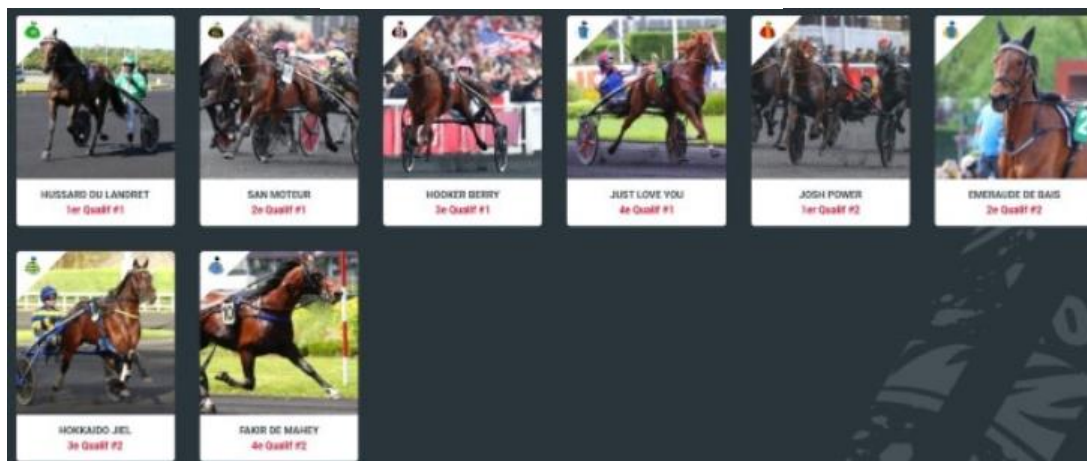 HUSSARD DU LANDRET
1er Qualif #1
SAN MOTEUR
2e Qualif #1
HOOKER BERRY
3e Qualif #1
JUST LOVE YOU
4e Qualif #1
JOSH POWER
1er Qualif #2
EMERAUDE DE BAIS
2e Qualif #2
HOKKAIDO JIEL
3e Qualif #2
FAKIR DE MAHEY
4e Qualif #2